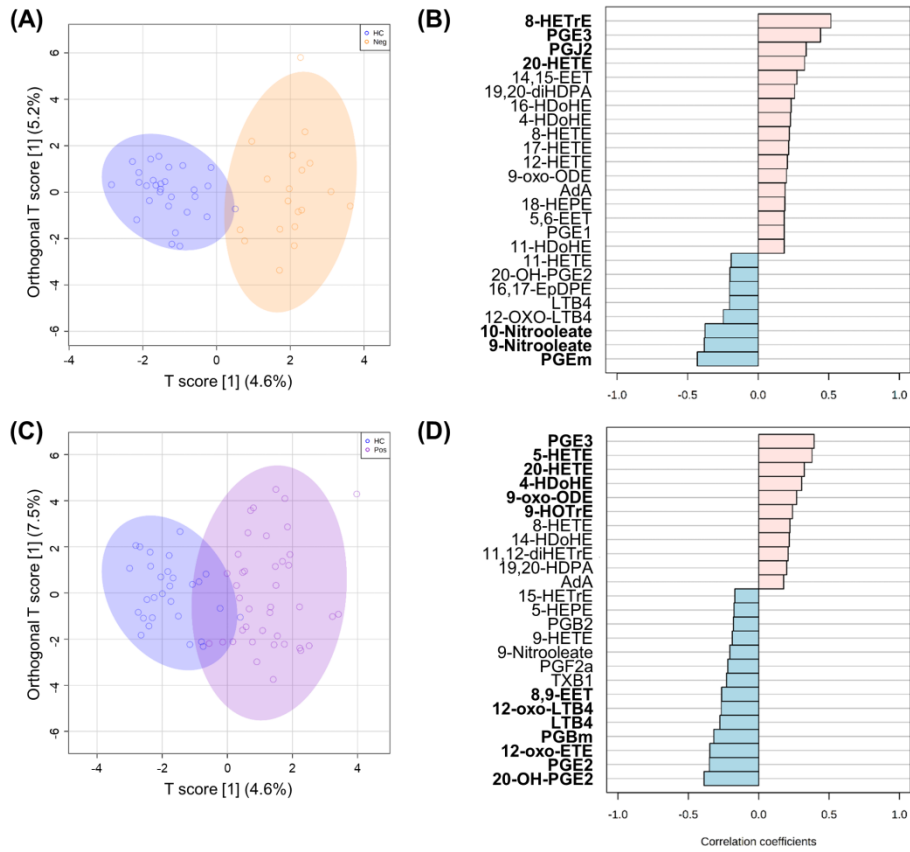 (A)
HC
Neg
6
4
2
0
-2
-4
-6
Orthogonal T score [1] (5.2%)
-4
-2
0
2
4
T score [1] (4.6%)
(B)
8-HETrE
PGE3
PGJ2
20-HETE
14,15-EET
19,20-diHDPA
16-HDoHE
4-HDoHE
8-HETE
17-HETE
12-HETE
9-oxo-ODE
AdA
18-HEPE
5,6-EET
PGE1
11-HDoHE
11-HETE
20-OH-PGE2
16,17-EpDPE
LTB4
12-OXO-LTB4
10-Nitrooleate
9-Nitrooleate
PGEm
-1.0
-0.5
0.0
0.5
1.0
(C)
HC
Pos
6
4
2
0
-2
-4
-6
Orthogonal T score [1] (7.5%)
-4
-2
0
2
4
T score [1] (4.6%)
(D)
PGE3
5-HETE
20-HETE
4-HDoHE
9-oxo-ODE
9-HOTrE
8-HETE
14-HDoHE
11,12-diHETrE
19,20-HDPA
AdA
15-HETrE
5-HEPE
PGB2
9-HETE
9-Nitrooleate
PGF2a
TXB1
8,9-EET
12-oxo-LTB4
LTB4
PGBm
12-oxo-ETE
PGE2
20-OH-PGE2
-1.0
-0.5
0.0
0.5
1.0
Correlation coefficients